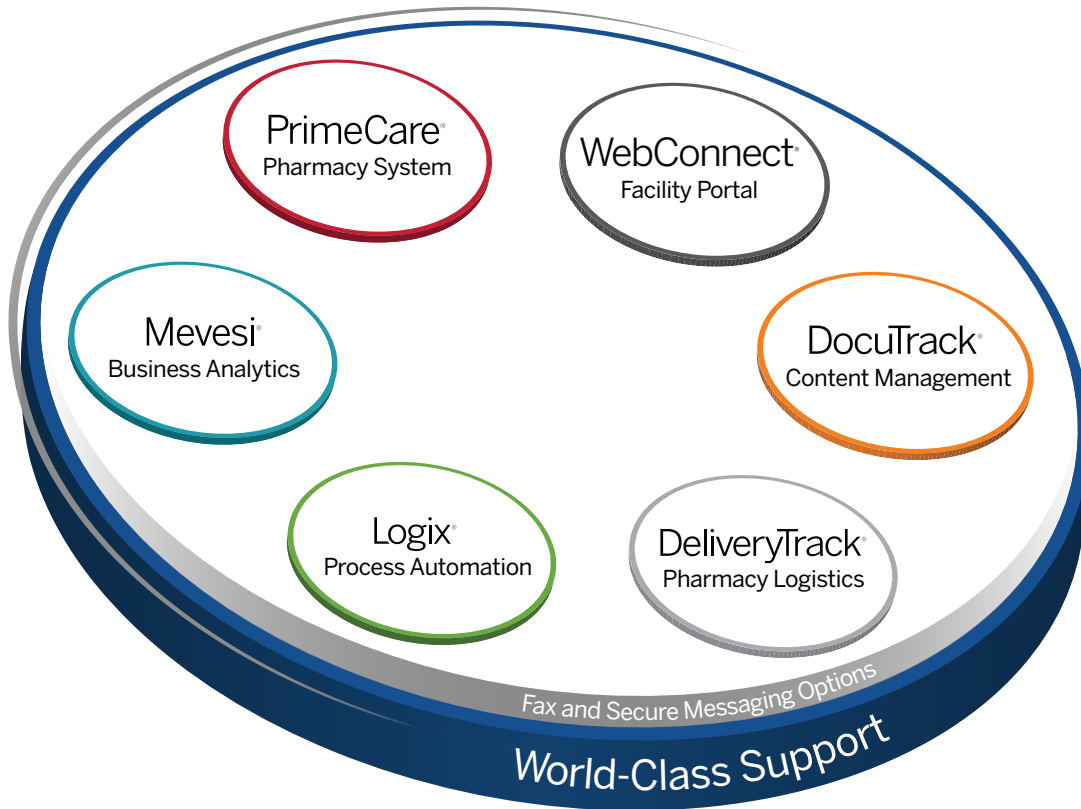 PrimeCare®
Pharmacy System
WebConnect®
Facility Portal
Mevesi®
Business Analytics
DocuTrack®
Content Management
Logix®
Process Automation
DeliveryTrack®
Pharmacy Logistics
Fax and Secure Messaging Options
World-Class Support